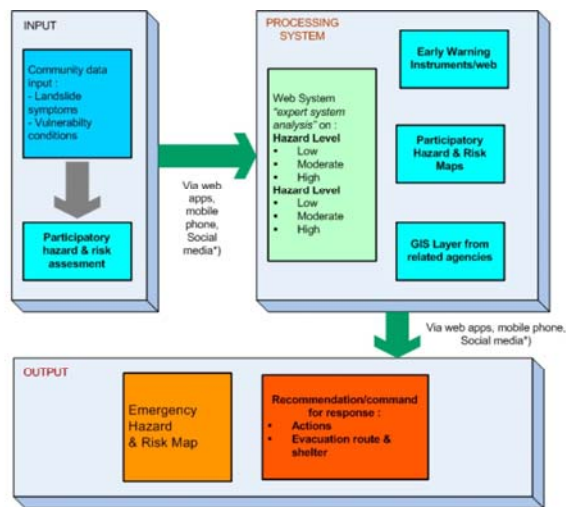 INPUT
Community data
input :
- Landslide
symptoms
- Vulnerabilty
conditions
Participatory
hazard & risk
assesment
Via web
apps,
mobile
phone,
Social
media*)
PROCESSING
SYSTEM
Web System
“expert system
analysis” on :
Hazard Level
▪ Low
▪ Moderate
▪ High
Hazard Level
▪ Low
▪ Moderate
▪ High
Early Warning
Instruments/web
Participatory
Hazard & Risk
Maps
GIS Layer from
related agencies
Via web apps, mobile phone,
Social media*)
OUTPUT
Emergency
Hazard
& Risk Map
Recommendation/command
for response :
▪ Actions
▪ Evacuation route &
shelter